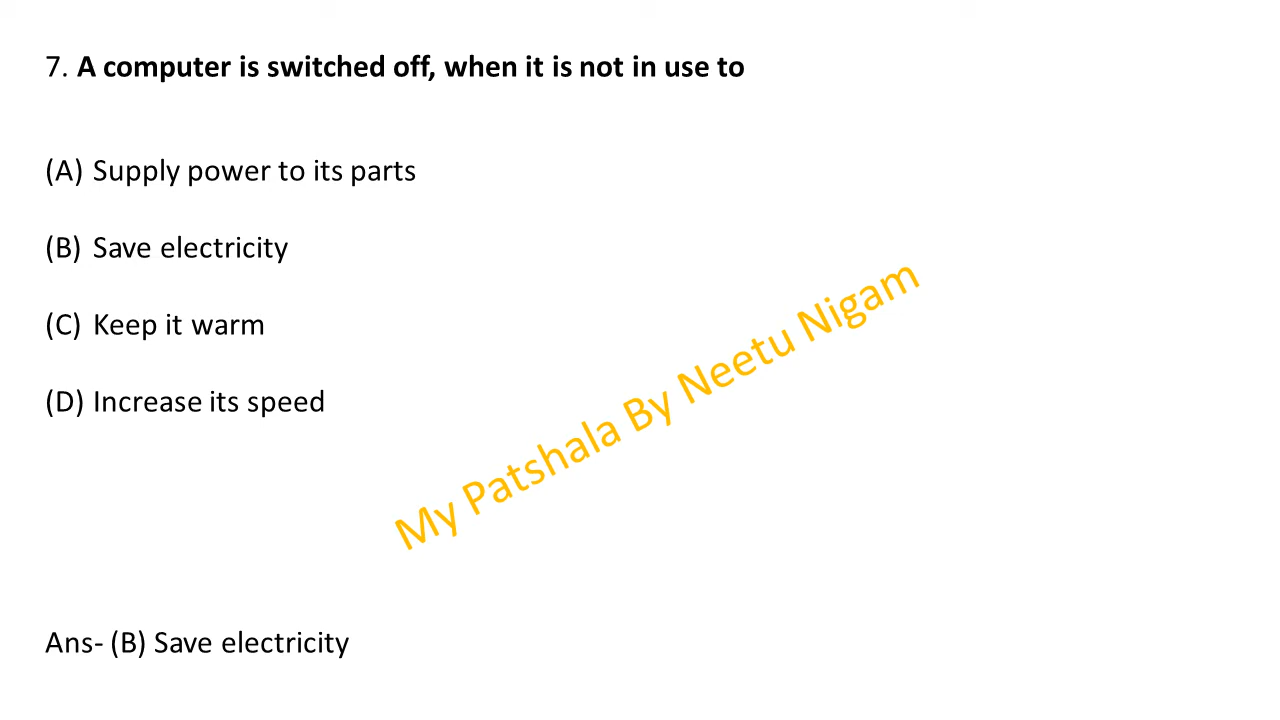 7. A computer is switched off, when it is not in use to
(A) Supply power to its parts
(B) Save electricity
(C) Keep it warm
(D) Increase its speed
My Patshala By Neetu Nigam
Ans- (B) Save electricity